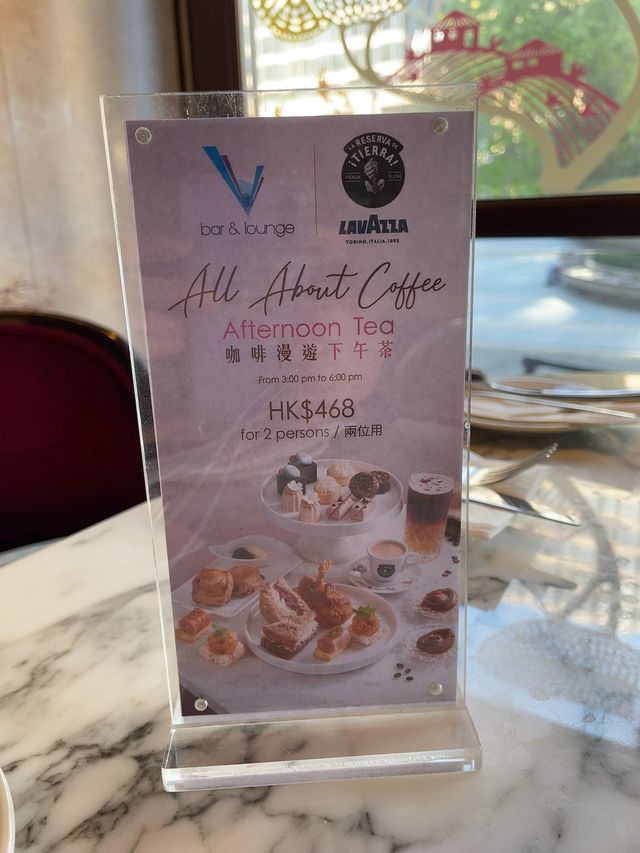 bar & lounge
LA RESERVA DE
¡TIERRA!
PREMIUM BLEND
LAVAZZA
TORINO, ITALIA, 1895
All About Coffee
Afternoon Tea
咖啡漫遊下午茶
From 3:00 pm to 6:00 pm
HK$468
for 2 persons / 兩位用